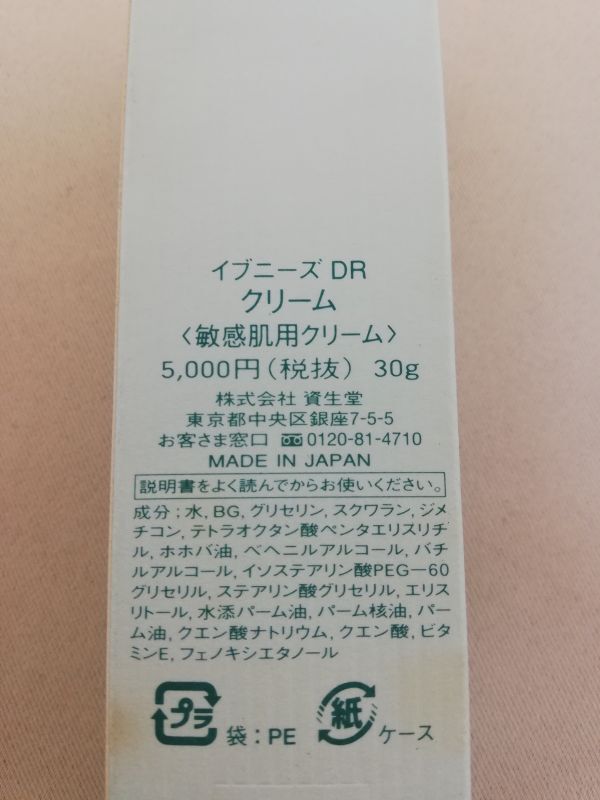 イブニーズ DR
クリーム
〈敏感肌用クリーム〉
5,000円(税抜) 30g
株式会社 資生堂
東京都中央区銀座7-5-5
お客さま窓口 0120-81-4710
MADE IN JAPAN
説明書をよく読んでからお使いください。
成分;水, BG, グリセリン, スクワラン, ジメ
チコン, テトラオクタン酸ペンタエリスリチ
ル, ホホバ油, ベヘニルアルコール, バチ
ルアルコール, イソステアリン酸PEG-60
グリセリル, ステアリン酸グリセリル, エリス
リトール, 水添パーム油, パーム核油, パー
ム油, クエン酸ナトリウム, クエン酸, ビタ
ミンE, フェノキシエタノール
プラ 袋:PE 紙 ケース